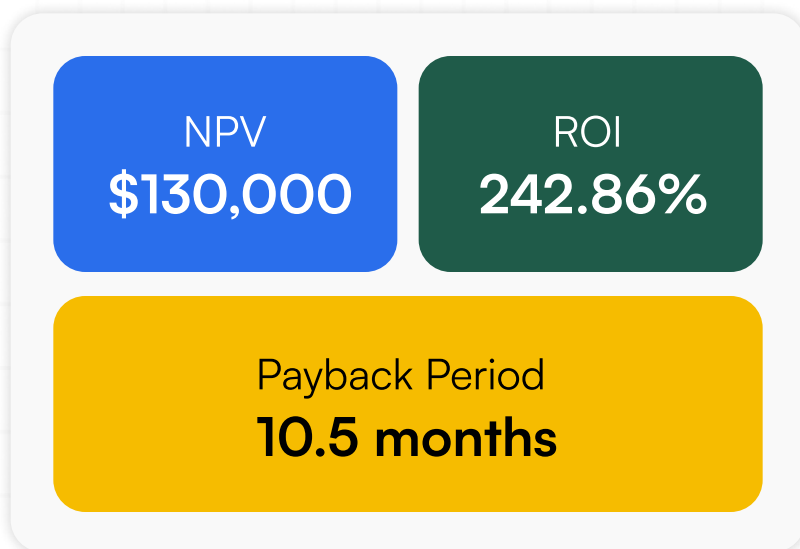 NPV
$130,000
ROI
242.86%
Payback Period
10.5 months